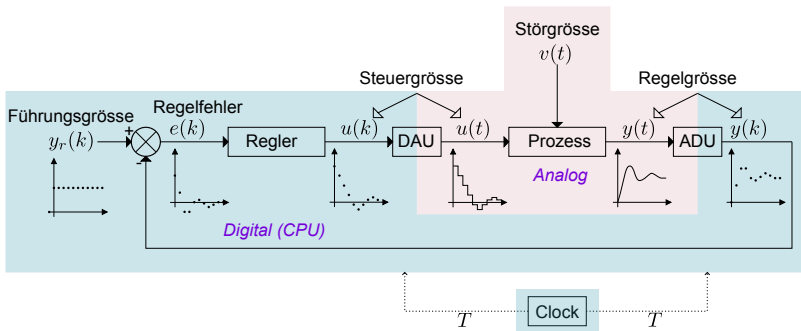 Störgrösse
v(t)
Steuergrösse
Regelgrösse
Führungsgrösse
Regelfehler
y_r(k)
+
-
e(k)
Regler
u(k)
DAU
u(t)
Prozess
y(t)
ADU
y(k)
Analog
Digital (CPU)
T
Clock
T